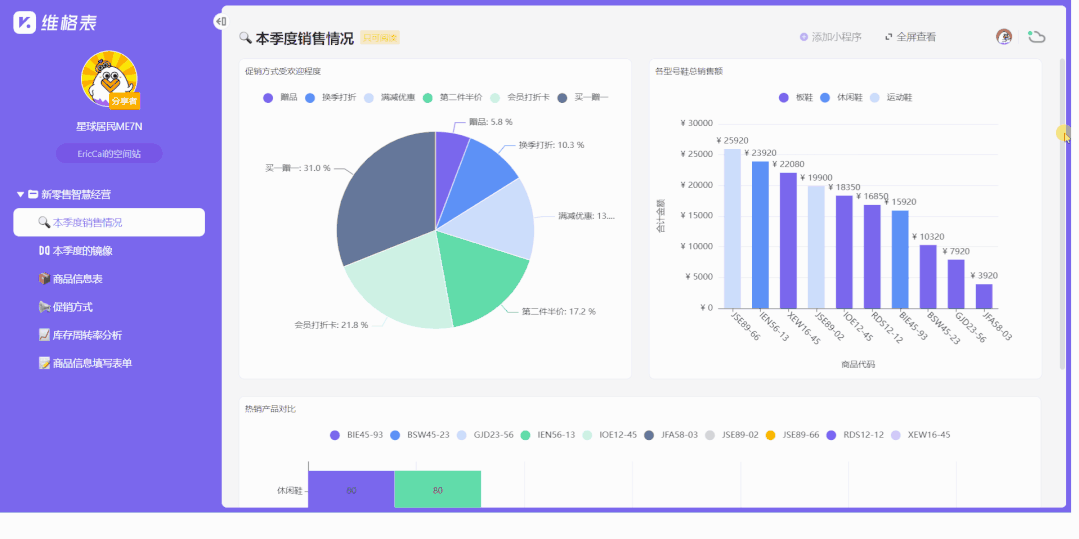 维格表
分享者
星球居民ME7N
EricCai的空间站
新零售智慧经营
本季度销售情况
本季度的镜像
商品信息表
促销方式
库存周转率分析
商品信息填写表单
本季度销售情况
添加小程序
全屏查看
促销方式受欢迎程度
赠品 换季打折 满减优惠 第二件半价 会员打折卡 买一赠一
赠品: 5.8 %
换季打折: 10.3 %
满减优惠: 13....
第二件半价: 17.2 %
会员打折卡: 21.8 %
买一赠一: 31.0 %
各型号鞋总销售额
板鞋 休闲鞋 运动鞋
合计金额
¥ 30000
¥ 25000
¥ 20000
¥ 15000
¥ 10000
¥ 5000
¥ 0
¥ 25920
¥ 23920
¥ 22080
¥ 19900
¥ 18350
¥ 16850
¥ 15920
¥ 10320
¥ 7920
¥ 3920
JSE89-66
IEN56-13
XEW16-45
JSE89-02
IOE12-45
RDS12-12
BIE45-93
BSW45-23
GJD23-56
JFA58-03
商品代码
热销产品对比
BIE45-93 BSW45-23 GJD23-56 IEN56-13 IOE12-45 JFA58-03 JSE89-02 JSE89-66 RDS12-12 XEW16-45
休闲鞋
60
80